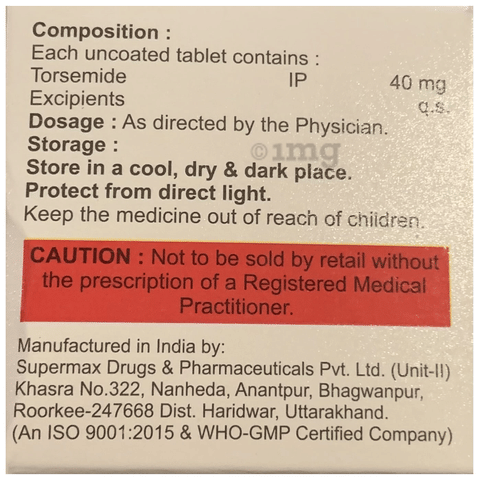 Composition :
Each uncoated tablet contains :
Torsemide IP 40 mg
Excipients q.s.
Dosage : As directed by the Physician.
Storage :
©1mg
Store in a cool, dry & dark place.
Protect from direct light.
Keep the medicine out of reach of children.
CAUTION : Not to be sold by retail without
the prescription of a Registered Medical
Practitioner.
Manufactured in India by:
Supermax Drugs & Pharmaceuticals Pvt. Ltd. (Unit-II)
Khasra No.322, Nanheda, Anantpur, Bhagwanpur,
Roorkee-247668 Dist. Haridwar, Uttarakhand.
(An ISO 9001:2015 & WHO-GMP Certified Company)